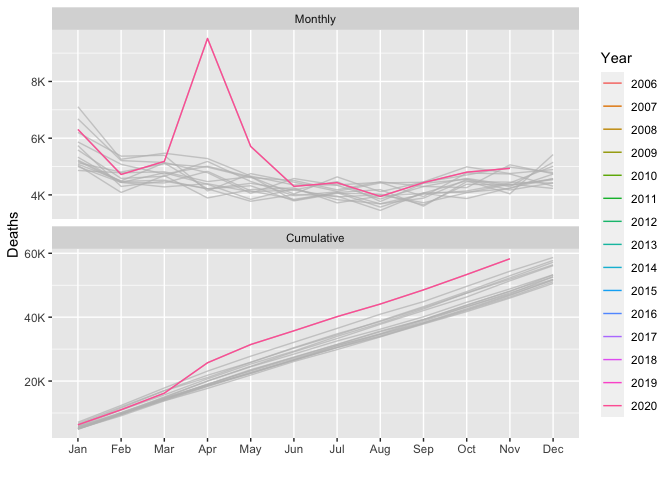 Monthly
8K
6K
4K
Deaths
Cumulative
60K
40K
20K
Jan Feb Mar Apr May Jun Jul Aug Sep Oct Nov Dec
Year
2006
2007
2008
2009
2010
2011
2012
2013
2014
2015
2016
2017
2018
2019
2020